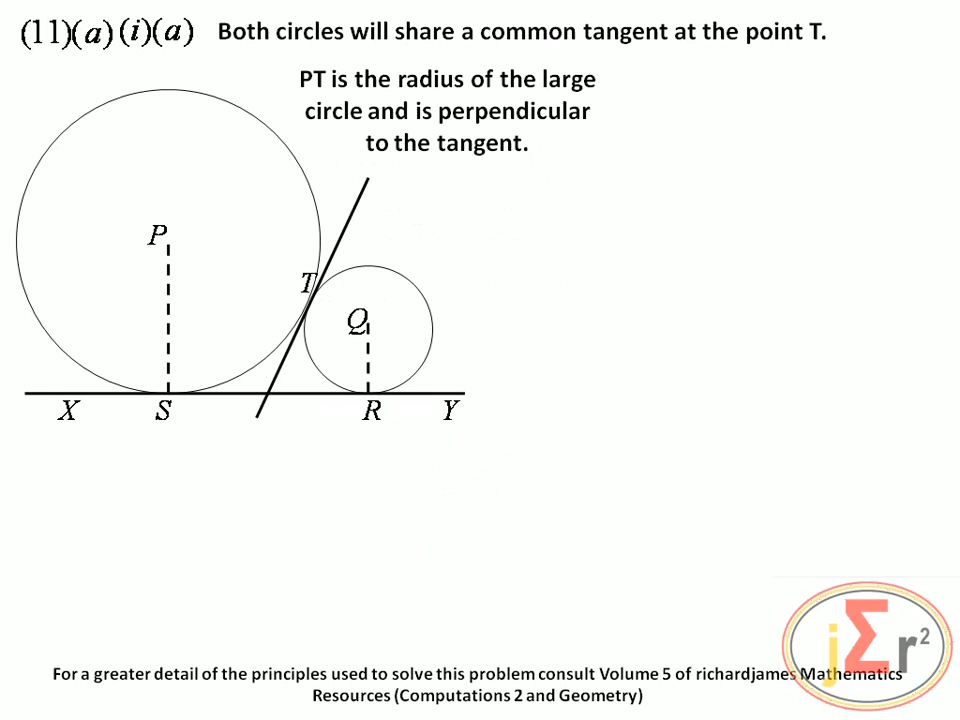 (11)(a)(i)(a) Both circles will share a common tangent at the point T.
PT is the radius of the large
circle and is perpendicular
to the tangent.
P
T
Q
X S R Y
jΣr²
For a greater detail of the principles used to solve this problem consult Volume 5 of richardjames Mathematics
Resources (Computations 2 and Geometry)